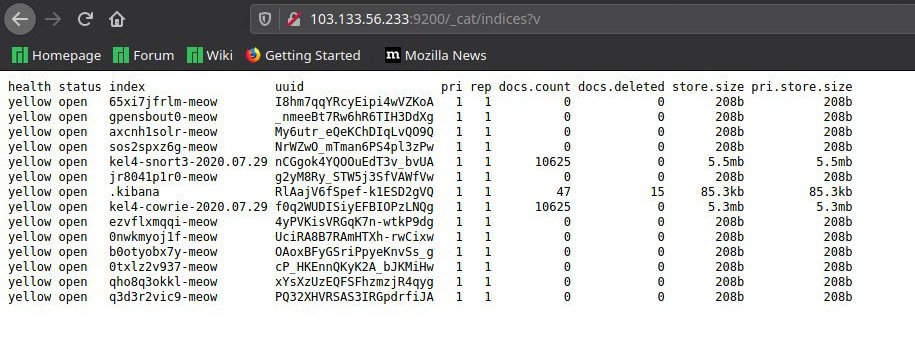 103.133.56.233:9200/_cat/indices?v
Homepage Forum Wiki Getting Started m Mozilla News
health status index uuid pri rep docs.count docs.deleted store.size pri.store.size
yellow open 65xi7jfrlm-meow I8hm7qqYRcyEipi4wVZKoA 1 1 0 0 208b 208b
yellow open gpensbout0-meow _nmeeBt7Rw6hR6TIH3DdXg 1 1 0 0 208b 208b
yellow open axcnh1solr-meow My6utr_eQeKChDIqLvQO9Q 1 1 0 0 208b 208b
yellow open sos2spxz6g-meow NrWZwO_mTman6PS4pl3zPw 1 1 0 0 208b 208b
yellow open kel4-snort3-2020.07.29 nCGgok4YQOOuEdT3v_bvUA 1 1 10625 0 5.5mb 5.5mb
yellow open jr8041p1r0-meow g2yM8Ry_STW5j3SfVAWfVw 1 1 0 0 208b 208b
yellow open .kibana RlAajV6fSpef-k1ESD2gVQ 1 1 47 15 85.3kb 85.3kb
yellow open kel4-cowrie-2020.07.29 f0q2WUDISiyEFBIOPzLNQg 1 1 10625 0 5.3mb 5.3mb
yellow open ezvflxmqqi-meow 4yPVKisVRGqK7n-wtkP9dg 1 1 0 0 208b 208b
yellow open 0nwkmyoj1f-meow UciRA8B7RAmHTXh-rwCixw 1 1 0 0 208b 208b
yellow open b0otyobx7y-meow OAoxBFyGSriPpyeKnvSs_g 1 1 0 0 208b 208b
yellow open 0txlz2v937-meow cP_HKEnnQKyK2A_bJKMiHw 1 1 0 0 208b 208b
yellow open qho8q3okkl-meow xYsXzUzEQFSFhzmzjR4qyg 1 1 0 0 208b 208b
yellow open q3d3r2vic9-meow PQ32XHVRSAS3IRGpdrfiJA 1 1 0 0 208b 208b